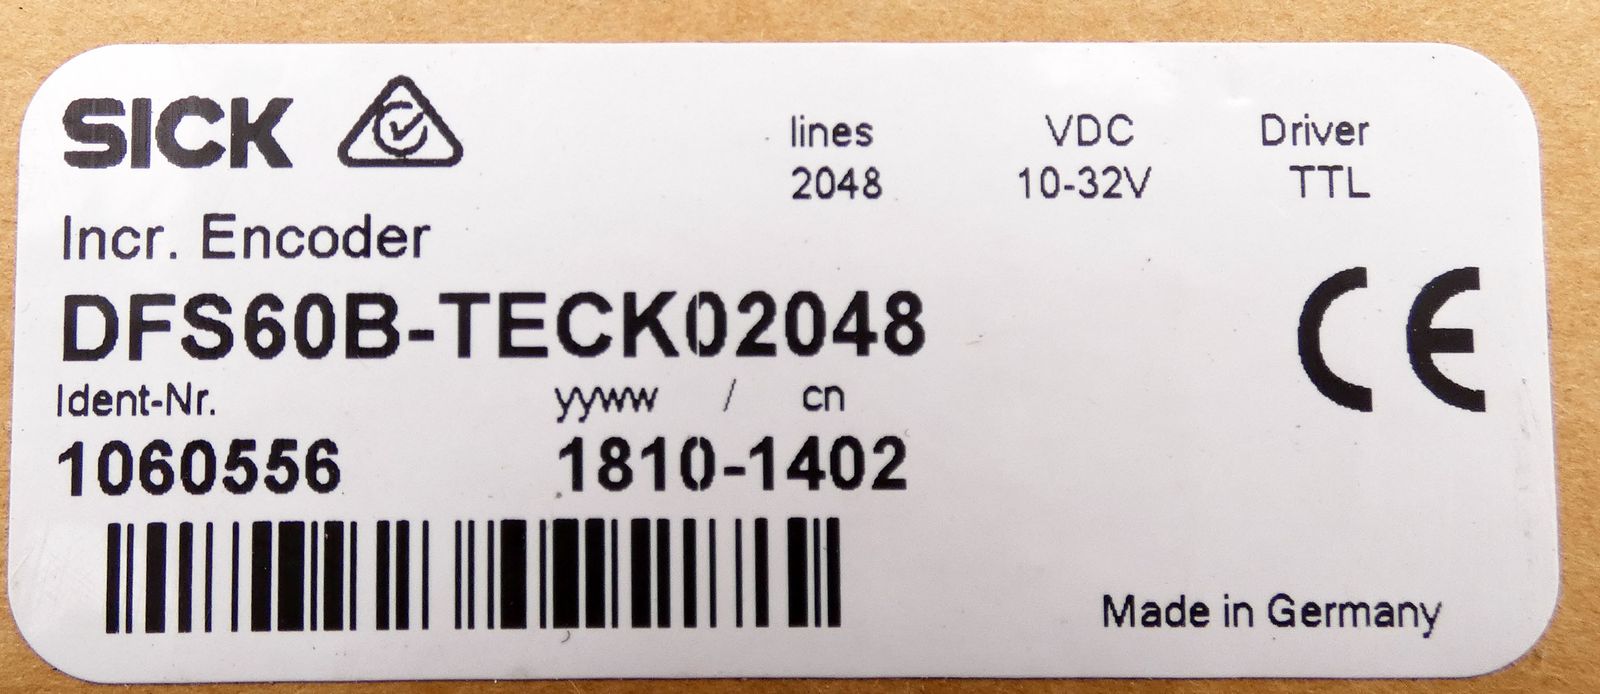 SICK
lines VDC Driver
2048 10-32V TTL
Incr. Encoder
DFS60B-TECK02048
CE
Ident-Nr. yyww / cn
1060556 1810-1402
Made in Germany